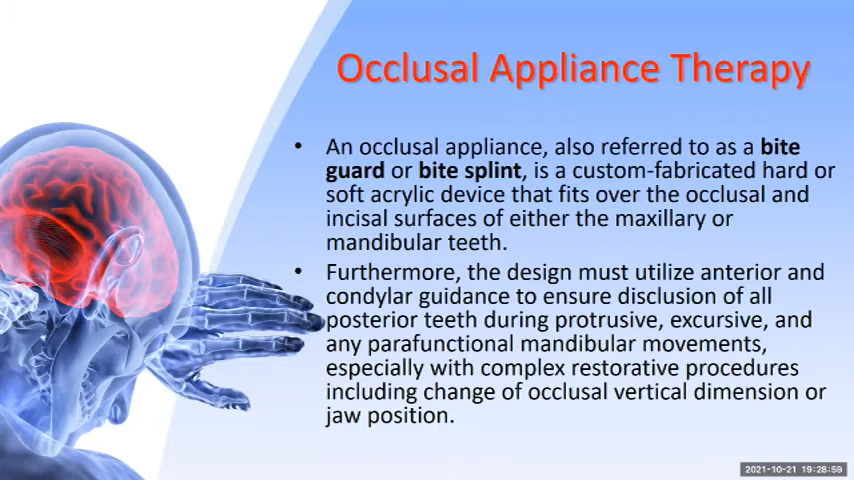 Occlusal Appliance Therapy
• An occlusal appliance, also referred to as a bite
guard or bite splint, is a custom-fabricated hard or
soft acrylic device that fits over the occlusal and
incisal surfaces of either the maxillary or
mandibular teeth.
• Furthermore, the design must utilize anterior and
condylar guidance to ensure disclusion of all
posterior teeth during protrusive, excursive, and
any parafunctional mandibular movements,
especially with complex restorative procedures
including change of occlusal vertical dimension or
jaw position.
2021-10-21 19:28:59